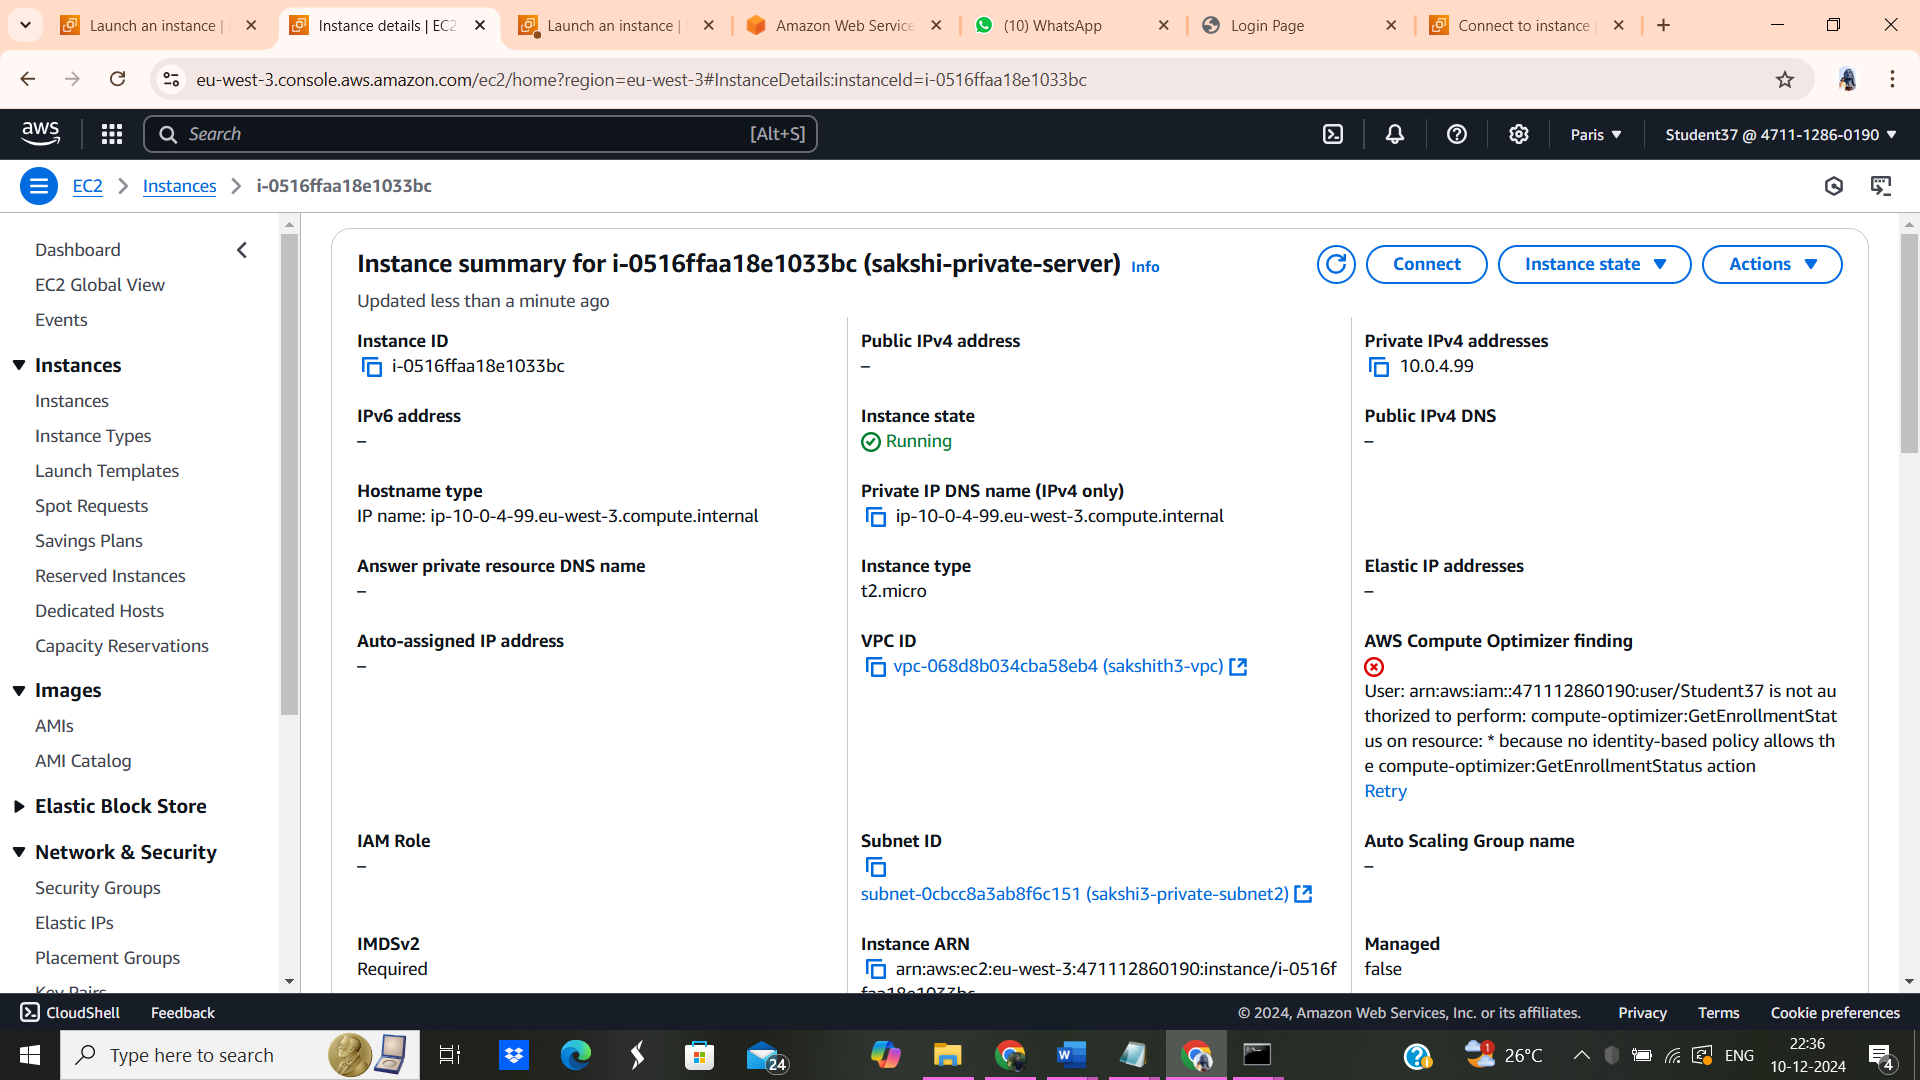 Launch an instance |
Instance details | EC2
Launch an instance |
Amazon Web Service
(10) WhatsApp
Login Page
Connect to instance
eu-west-3.console.aws.amazon.com/ec2/home?region=eu-west-3#InstanceDetails:instanceId=i-0516ffaa18e1033bc
aws
Search
[Alt+S]
Paris
Student37 @ 4711-1286-0190
EC2
Instances
i-0516ffaa18e1033bc
Dashboard
EC2 Global View
Events
Instances
Instances
Instance Types
Launch Templates
Spot Requests
Savings Plans
Reserved Instances
Dedicated Hosts
Capacity Reservations
Images
AMIs
AMI Catalog
Elastic Block Store
Network & Security
Security Groups
Elastic IPs
Placement Groups
Key Pairs
Instance summary for i-0516ffaa18e1033bc (sakshi-private-server) Info
Updated less than a minute ago
Connect
Instance state
Actions
Instance ID
i-0516ffaa18e1033bc
Public IPv4 address
–
Private IPv4 addresses
10.0.4.99
IPv6 address
–
Instance state
Running
Public IPv4 DNS
–
Hostname type
IP name: ip-10-0-4-99.eu-west-3.compute.internal
Private IP DNS name (IPv4 only)
ip-10-0-4-99.eu-west-3.compute.internal
Answer private resource DNS name
–
Instance type
t2.micro
Elastic IP addresses
–
Auto-assigned IP address
–
VPC ID
vpc-068d8b034cba58eb4 (sakshith3-vpc)
AWS Compute Optimizer finding
User: arn:aws:iam::471112860190:user/Student37 is not au
thorized to perform: compute-optimizer:GetEnrollmentStat
us on resource: * because no identity-based policy allows th
e compute-optimizer:GetEnrollmentStatus action
Retry
IAM Role
–
Subnet ID
subnet-0cbcc8a3ab8f6c151 (sakshi3-private-subnet2)
Auto Scaling Group name
–
IMDSv2
Required
Instance ARN
arn:aws:ec2:eu-west-3:471112860190:instance/i-0516f
faa18e1033bc
Managed
false
CloudShell
Feedback
© 2024, Amazon Web Services, Inc. or its affiliates.
Privacy
Terms
Cookie preferences
Type here to search
24
1
26°C
ENG
22:36
10-12-2024
4